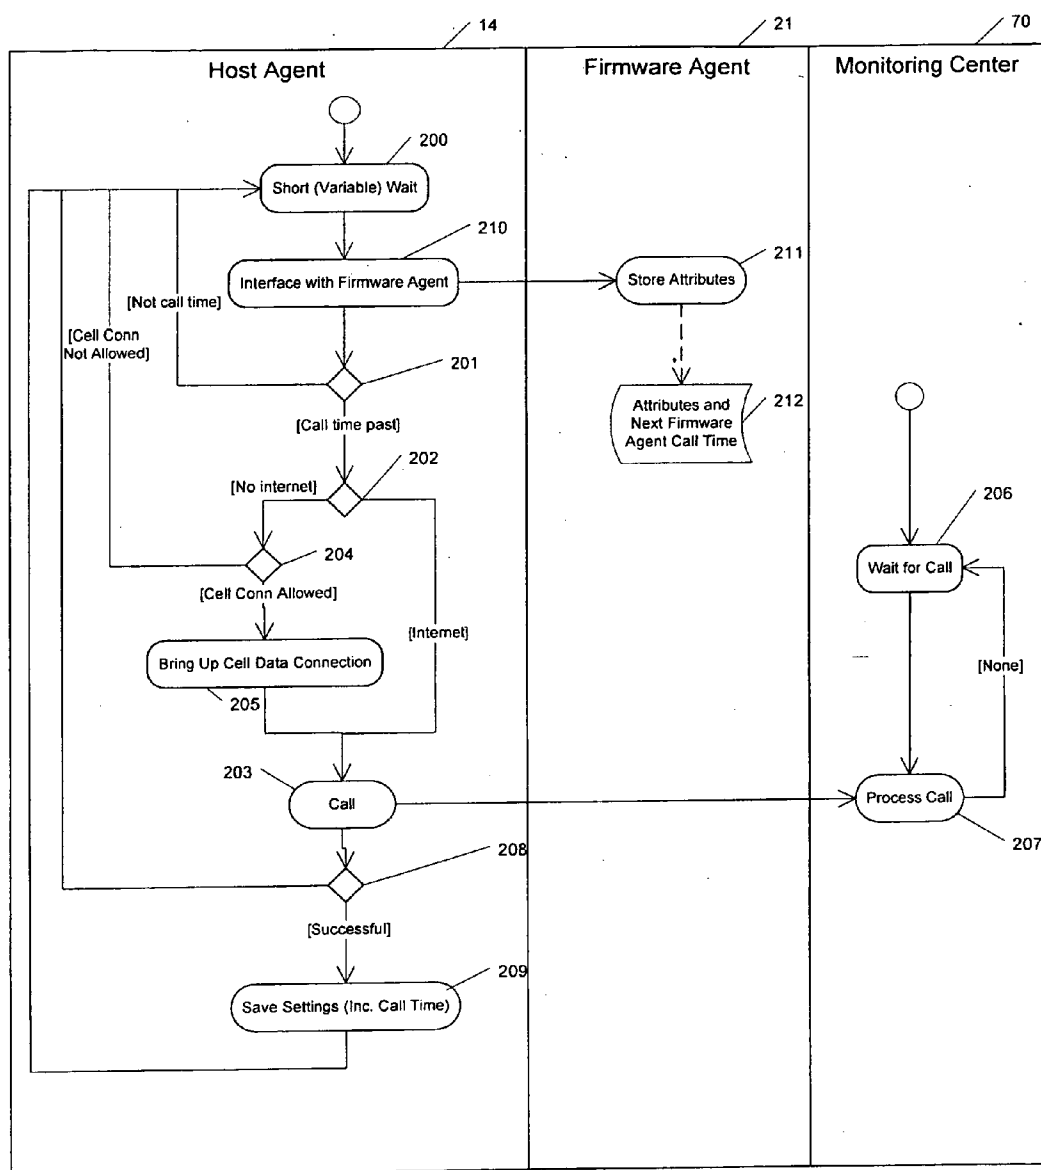 14
21
70
Host Agent
Firmware Agent
Monitoring Center
200
Short (Variable) Wait
210
211
Interface with Firmware Agent
Store Attributes
[Not call time]
[Cell Conn
Not Allowed]
201
212
Attributes and
Next Firmware
Agent Call Time
[Call time past]
202
[No internet]
206
204
Wait for Call
[Cell Conn Allowed]
[Internet]
Bring Up Cell Data Connection
[None]
205
203
Call
Process Call
207
208
[Successful]
209
Save Settings (Inc. Call Time)